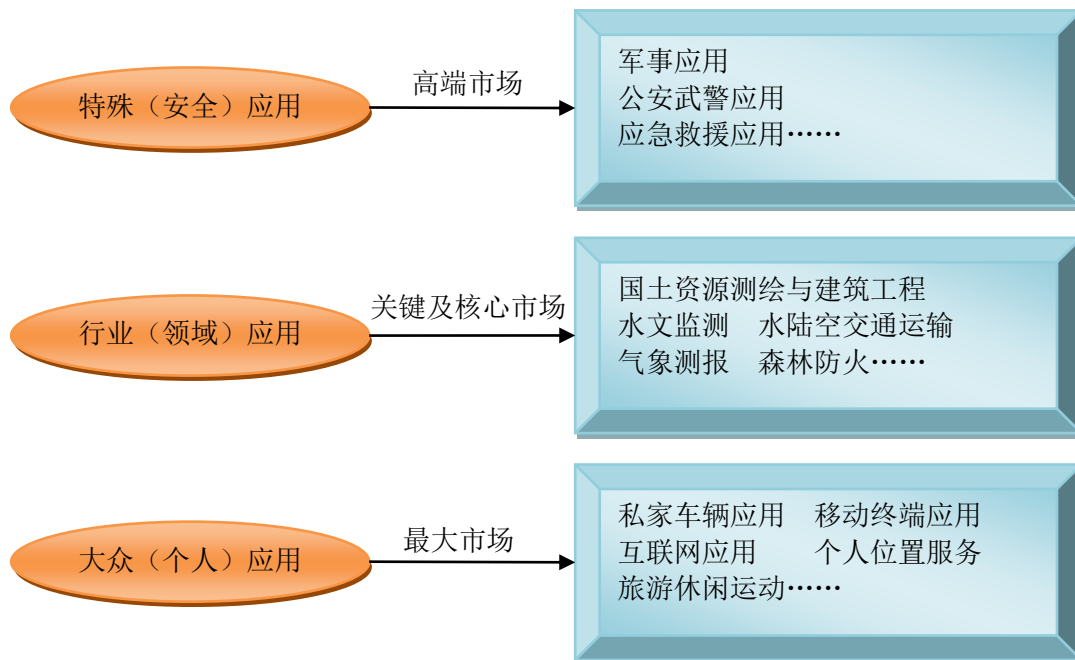 特殊（安全）应用
高端市场
军事应用
公安武警应用
应急救援应用……
行业（领域）应用
关键及核心市场
国土资源测绘与建筑工程
水文监测　水陆空交通运输
气象测报　森林防火……
大众（个人）应用
最大市场
私家车辆应用　移动终端应用
互联网应用　　个人位置服务
旅游休闲运动……